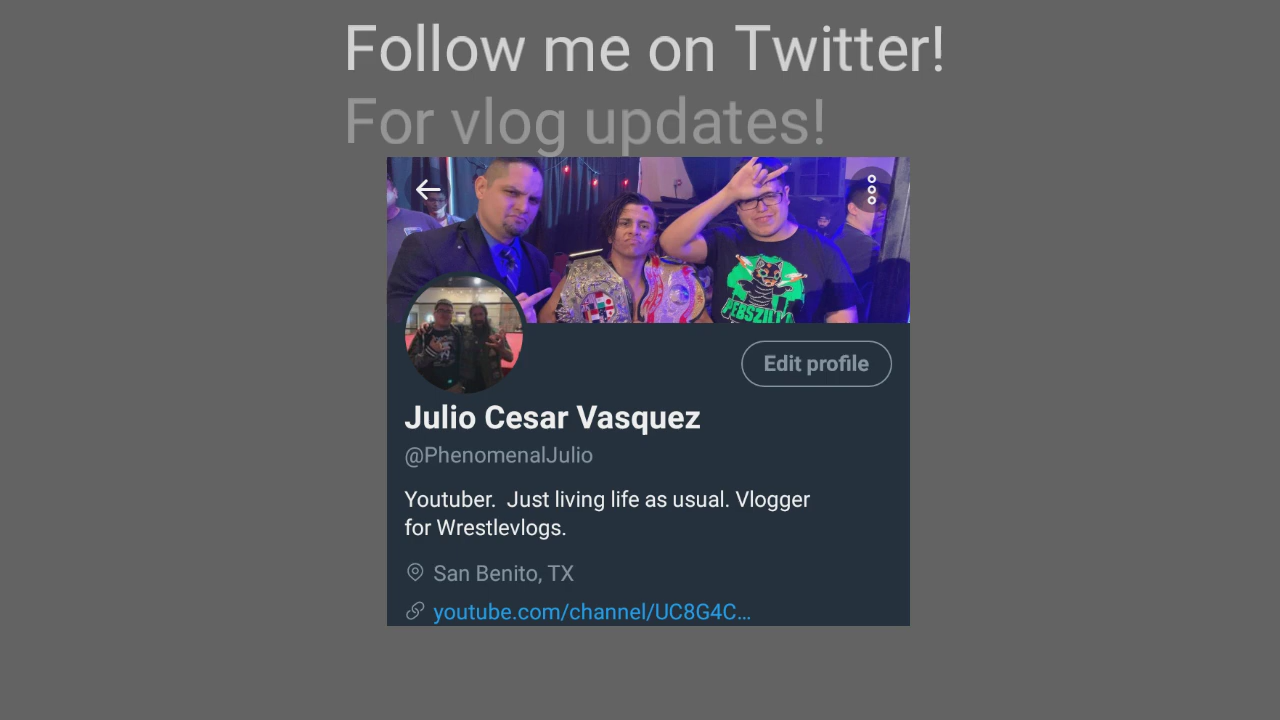 Follow me on Twitter!
For vlog updates!
PEBSZILLA
Edit profile
Julio Cesar Vasquez
@PhenomenalJulio
Youtuber.  Just living life as usual. Vlogger
for Wrestlevlogs.
San Benito, TX
youtube.com/channel/UC8G4C...